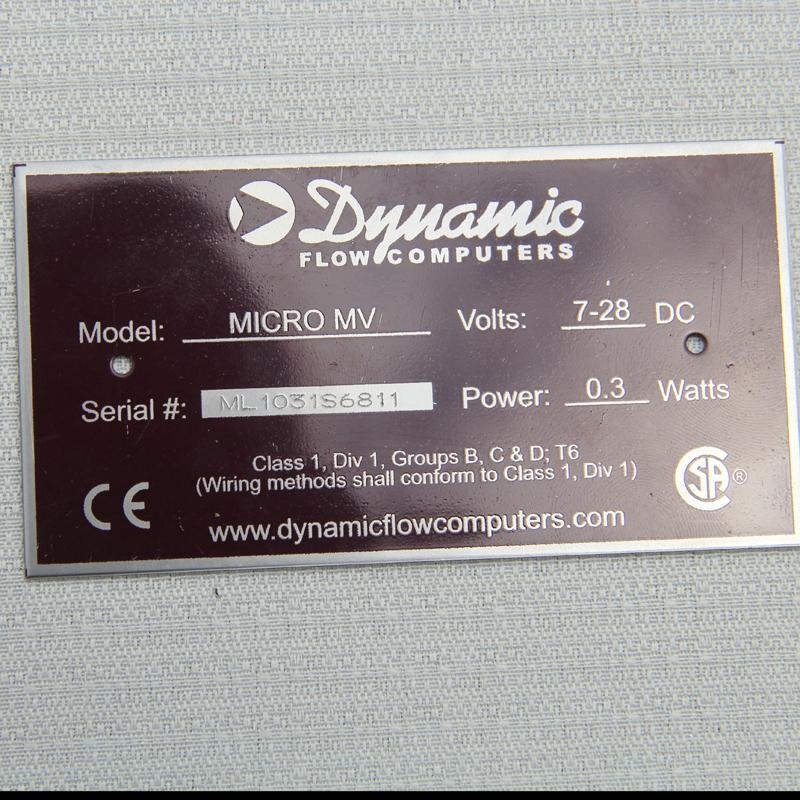 Dynamic
FLOW COMPUTERS
Model: MICRO MV Volts: 7-28 DC
Serial #: ML1031S6811 Power: 0.3 Watts
Class 1, Div 1, Groups B, C & D; T6
(Wiring methods shall conform to Class 1, Div 1)
CE
CSA®
www.dynamicflowcomputers.com